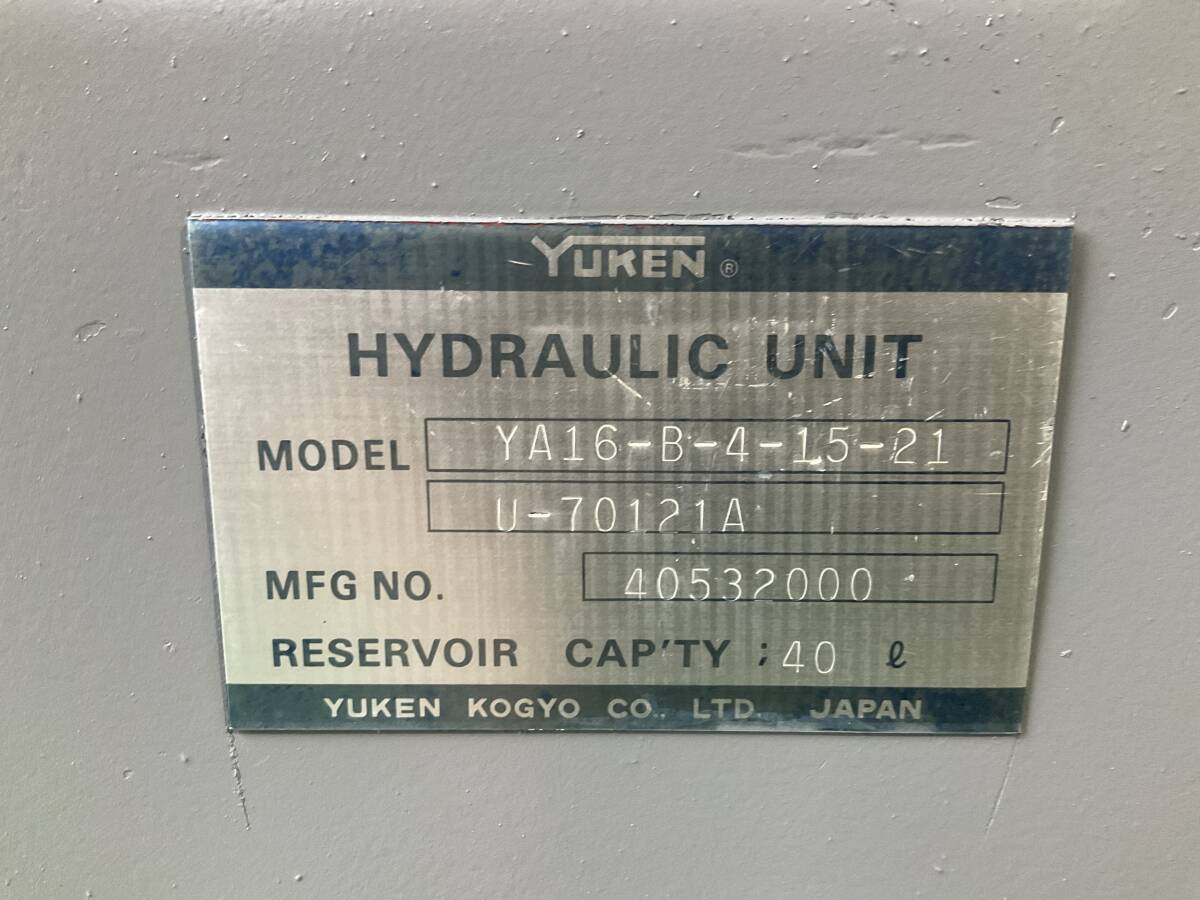 YUKEN ®
HYDRAULIC UNIT
MODEL YA16-B-4-15-21
U-70121A
MFG NO. 40532000
RESERVOIR CAP'TY ; 40 ℓ
YUKEN KOGYO CO., LTD. JAPAN